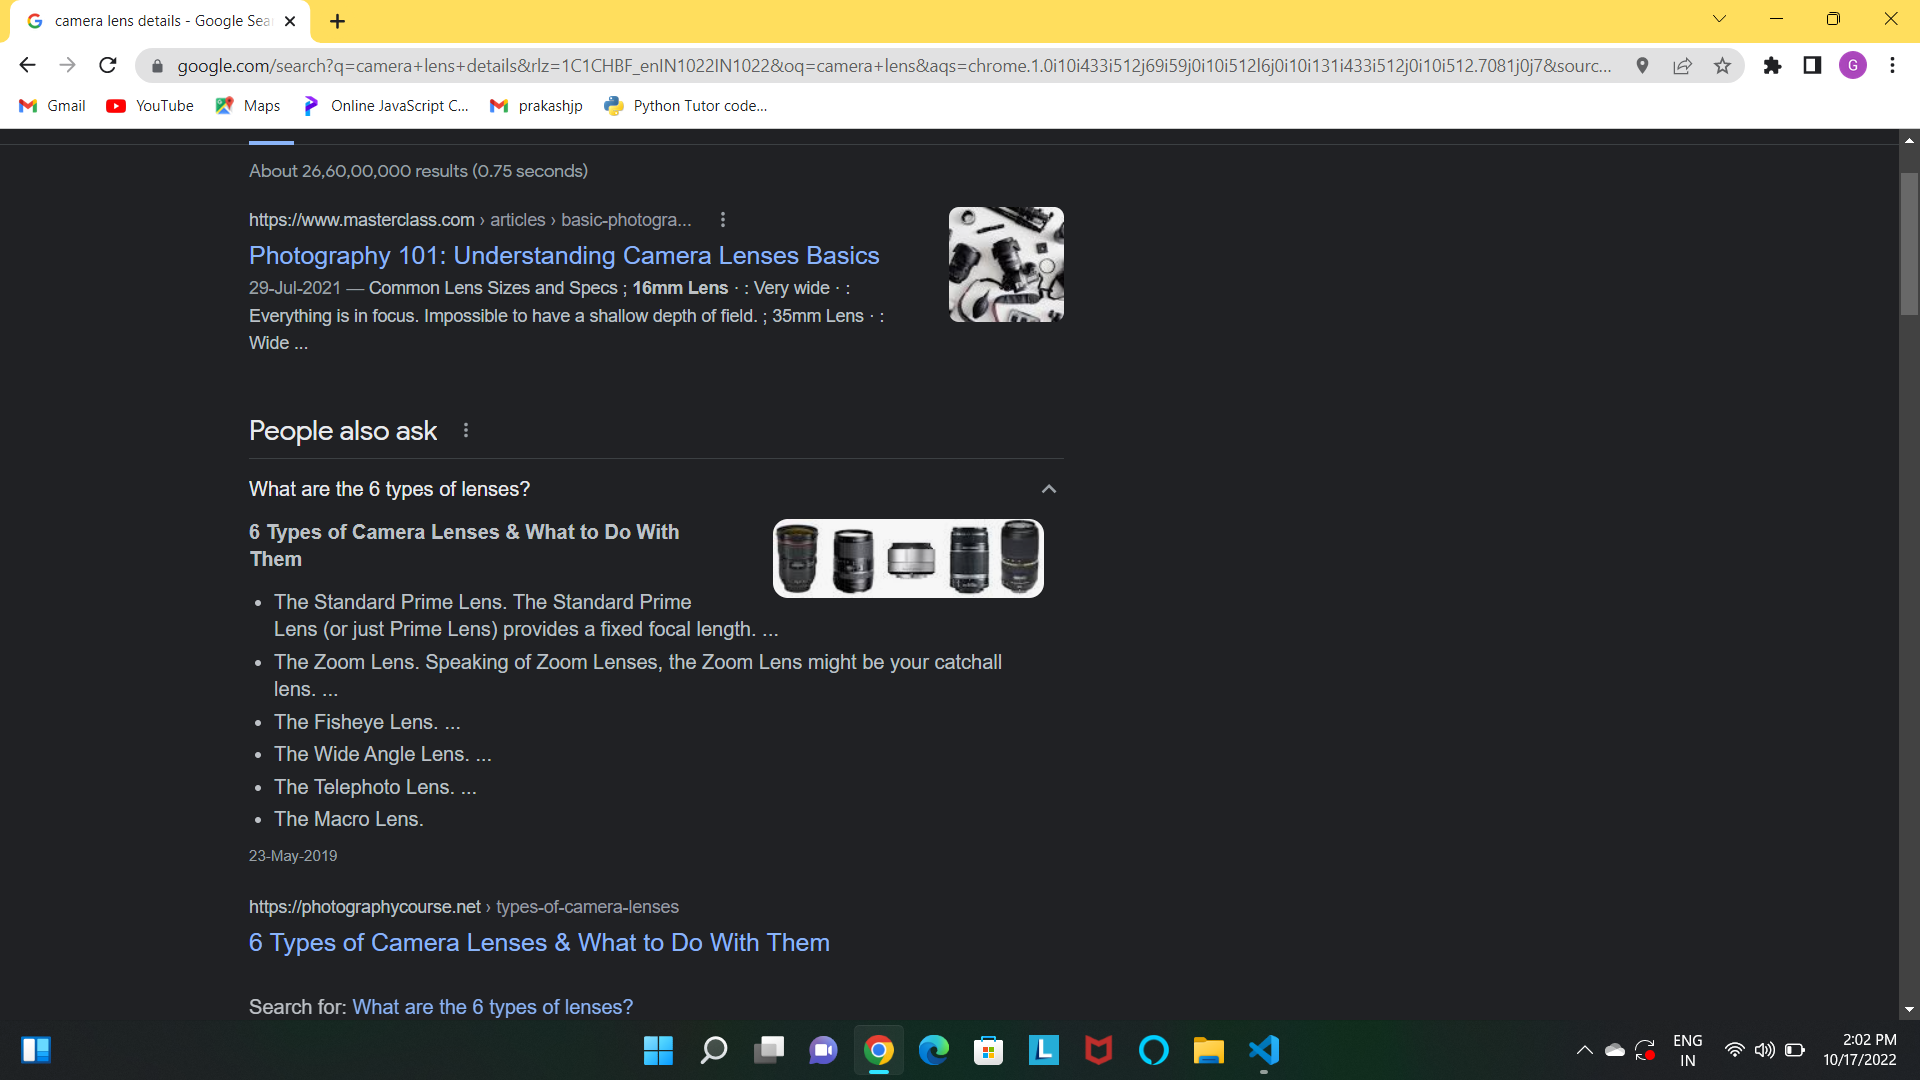 camera lens details - Google Sea
google.com/search?q=camera+lens+details&rlz=1C1CHBF_enIN1022IN1022&oq=camera+lens&aqs=chrome.1.0i10i433i512j69i59j0i10i512l6j0i10i131i433i512j0i10i512.7081j0j7&sourc...
G
Gmail YouTube Maps Online JavaScript C... prakashjp Python Tutor code...
About 26,60,00,000 results (0.75 seconds)
https://www.masterclass.com › articles › basic-photogra...
Photography 101: Understanding Camera Lenses Basics
29-Jul-2021 — Common Lens Sizes and Specs ; 16mm Lens · : Very wide · :
Everything is in focus. Impossible to have a shallow depth of field. ; 35mm Lens · :
Wide ...
People also ask
What are the 6 types of lenses?
6 Types of Camera Lenses & What to Do With
Them
• The Standard Prime Lens. The Standard Prime
Lens (or just Prime Lens) provides a fixed focal length. ...
• The Zoom Lens. Speaking of Zoom Lenses, the Zoom Lens might be your catchall
lens. ...
• The Fisheye Lens. ...
• The Wide Angle Lens. ...
• The Telephoto Lens. ...
• The Macro Lens.
23-May-2019
https://photographycourse.net › types-of-camera-lenses
6 Types of Camera Lenses & What to Do With Them
Search for: What are the 6 types of lenses?
L
ENG
IN
2:02 PM
10/17/2022